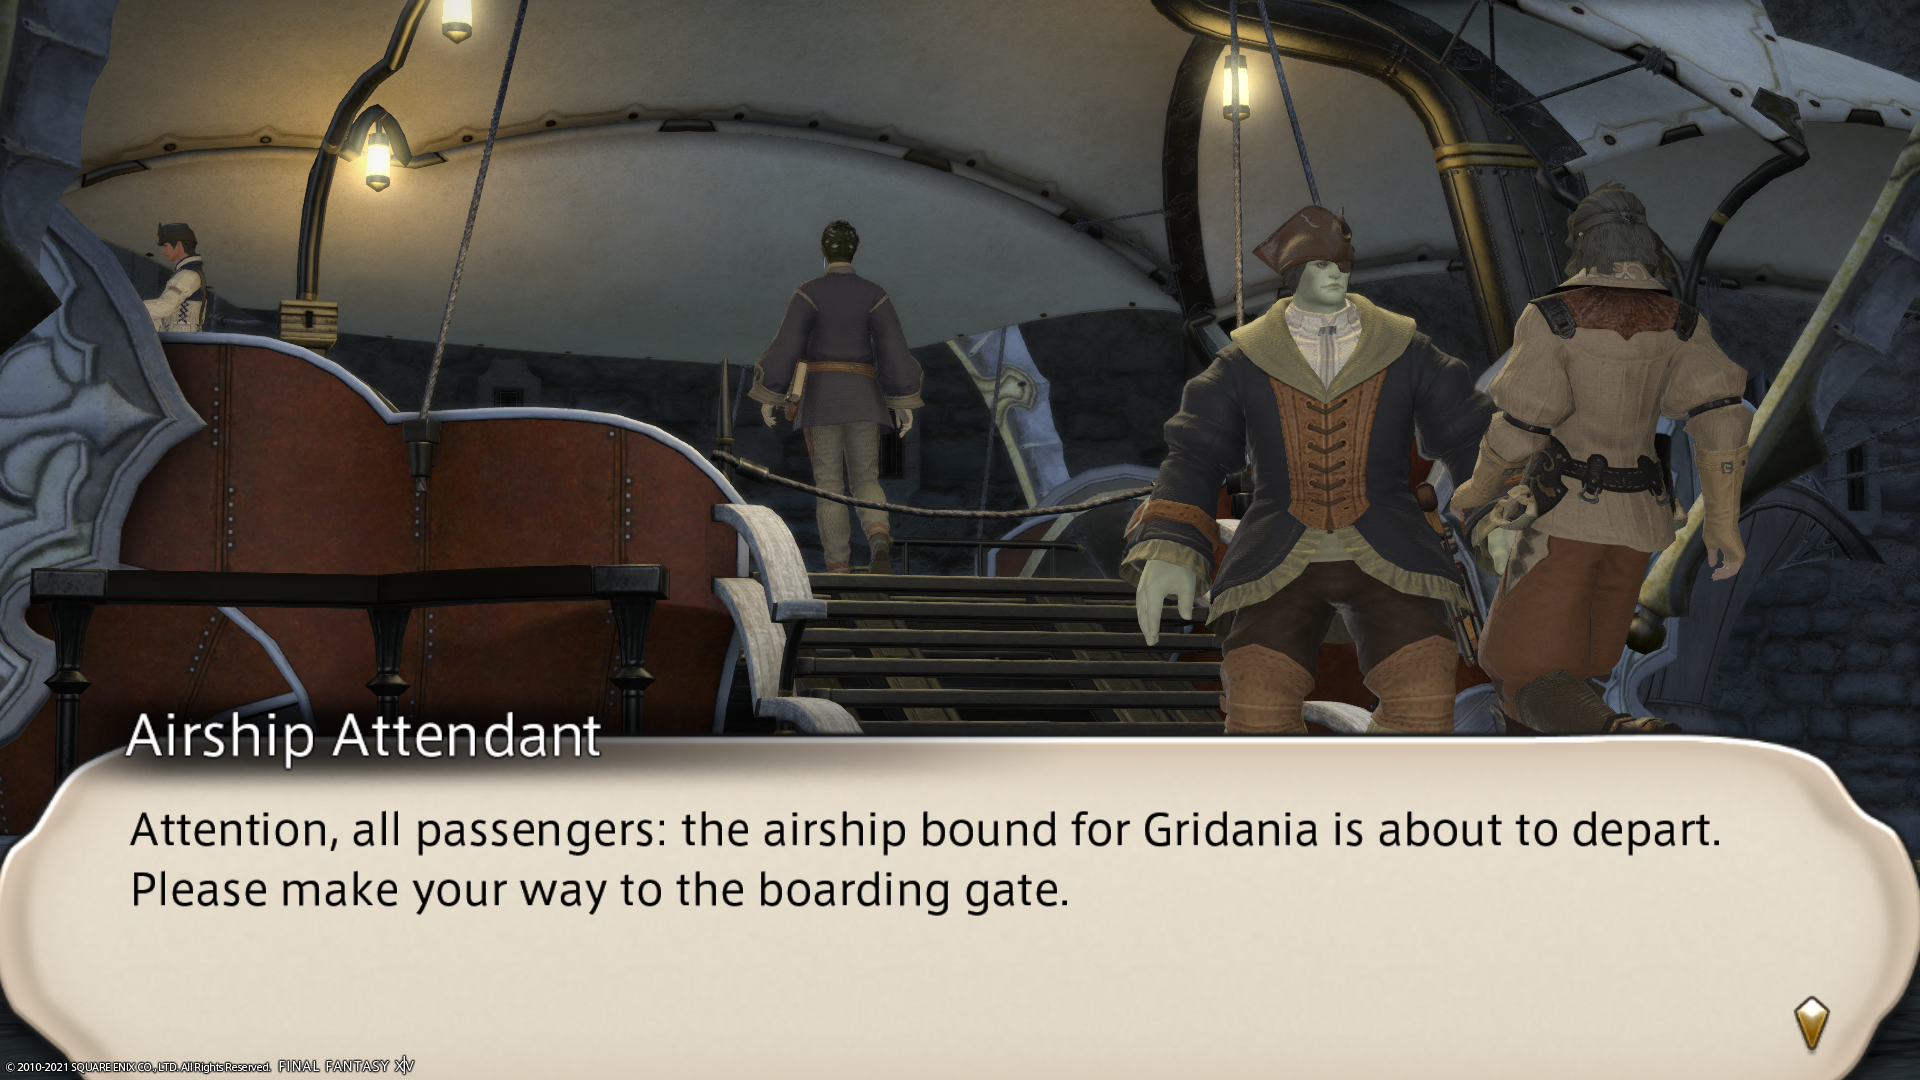 Airship Attendant
Attention, all passengers: the airship bound for Gridania is about to depart.
Please make your way to the boarding gate.
© 2010-2021 SQUARE ENIX CO., LTD. All Rights Reserved. FINAL FANTASY XIV